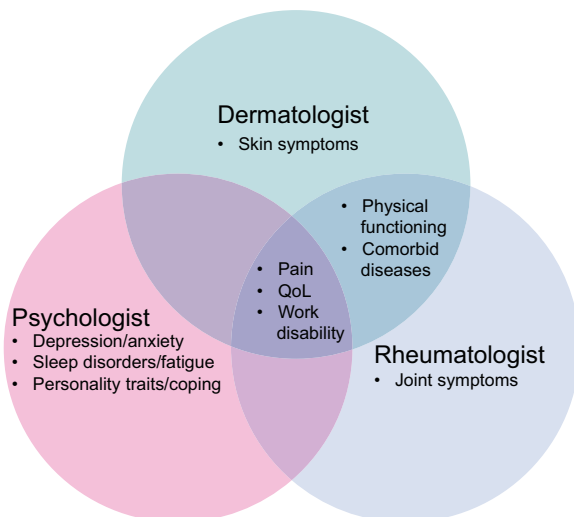 Dermatologist
• Skin symptoms
• Physical
functioning
• Comorbid
diseases
• Pain
• QoL
• Work
disability
Psychologist
• Depression/anxiety
• Sleep disorders/fatigue
• Personality traits/coping
Rheumatologist
• Joint symptoms